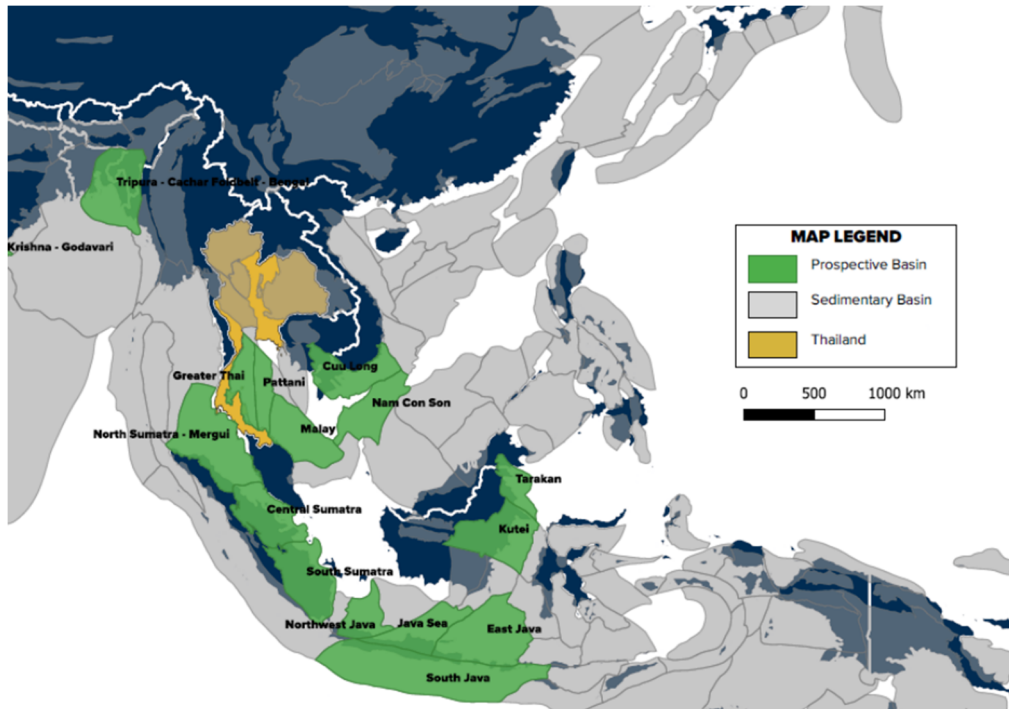 Tripura - Cachar Foldbelt - Bengal
Krishna - Godavari
MAP LEGEND
Prospective Basin
Sedimentary Basin
Thailand
0 500 1000 km
Cuu Long
Greater Thai
Pattani
Nam Con Son
Malay
North Sumatra - Mergui
Tarakan
Central Sumatra
Kutei
South Sumatra
Northwest Java
Java Sea
East Java
South Java